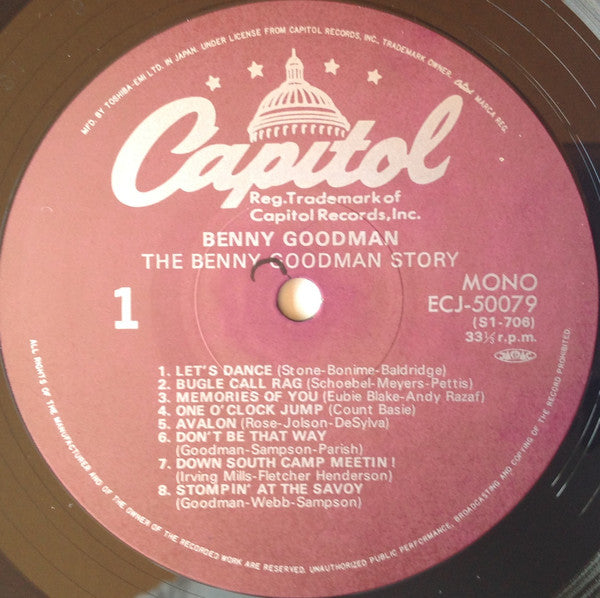 MFD. BY TOSHIBA-EMI LTD. IN JAPAN. UNDER LICENSE FROM CAPITOL RECORDS, INC., TRADEMARK OWNER. MARCA REG.
Capitol
Reg.Trademark of
Capitol Records,Inc.
BENNY GOODMAN
THE BENNY GOODMAN STORY
1
MONO
ECJ-50079
(S1-706)
33⅓ r.p.m.
1. LET'S DANCE (Stone-Bonime-Baldridge)
2. BUGLE CALL RAG (Schoebel-Meyers-Pettis)
3. MEMORIES OF YOU (Eubie Blake-Andy Razaf)
4. ONE O'CLOCK JUMP (Count Basie)
5. AVALON (Rose-Jolson-DeSylva)
6. DON'T BE THAT WAY
(Goodman-Sampson-Parish)
7. DOWN SOUTH CAMP MEETIN!
(Irving Mills-Fletcher Henderson)
8. STOMPIN' AT THE SAVOY
(Goodman-Webb-Sampson)
ALL RIGHTS OF THE MANUFACTURER AND OF THE OWNER OF THE RECORDED WORK ARE RESERVED. UNAUTHORIZED PUBLIC PERFORMANCE, BROADCASTING AND COPYING OF THE RECORD PROHIBITED.